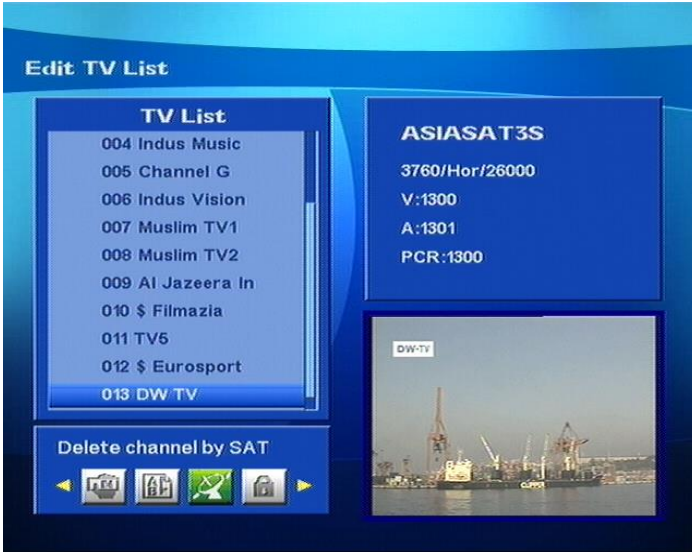 Edit TV List
TV List
004 Indus Music
005 Channel G
006 Indus Vision
007 Muslim TV1
008 Muslim TV2
009 Al Jazeera In
010 $ Filmazia
011 TV5
012 $ Eurosport
013 DW TV
Delete channel by SAT
ASIASAT3S
3760/Hor/26000
V:1300
A:1301
PCR:1300
DW-TV
CLIPPER